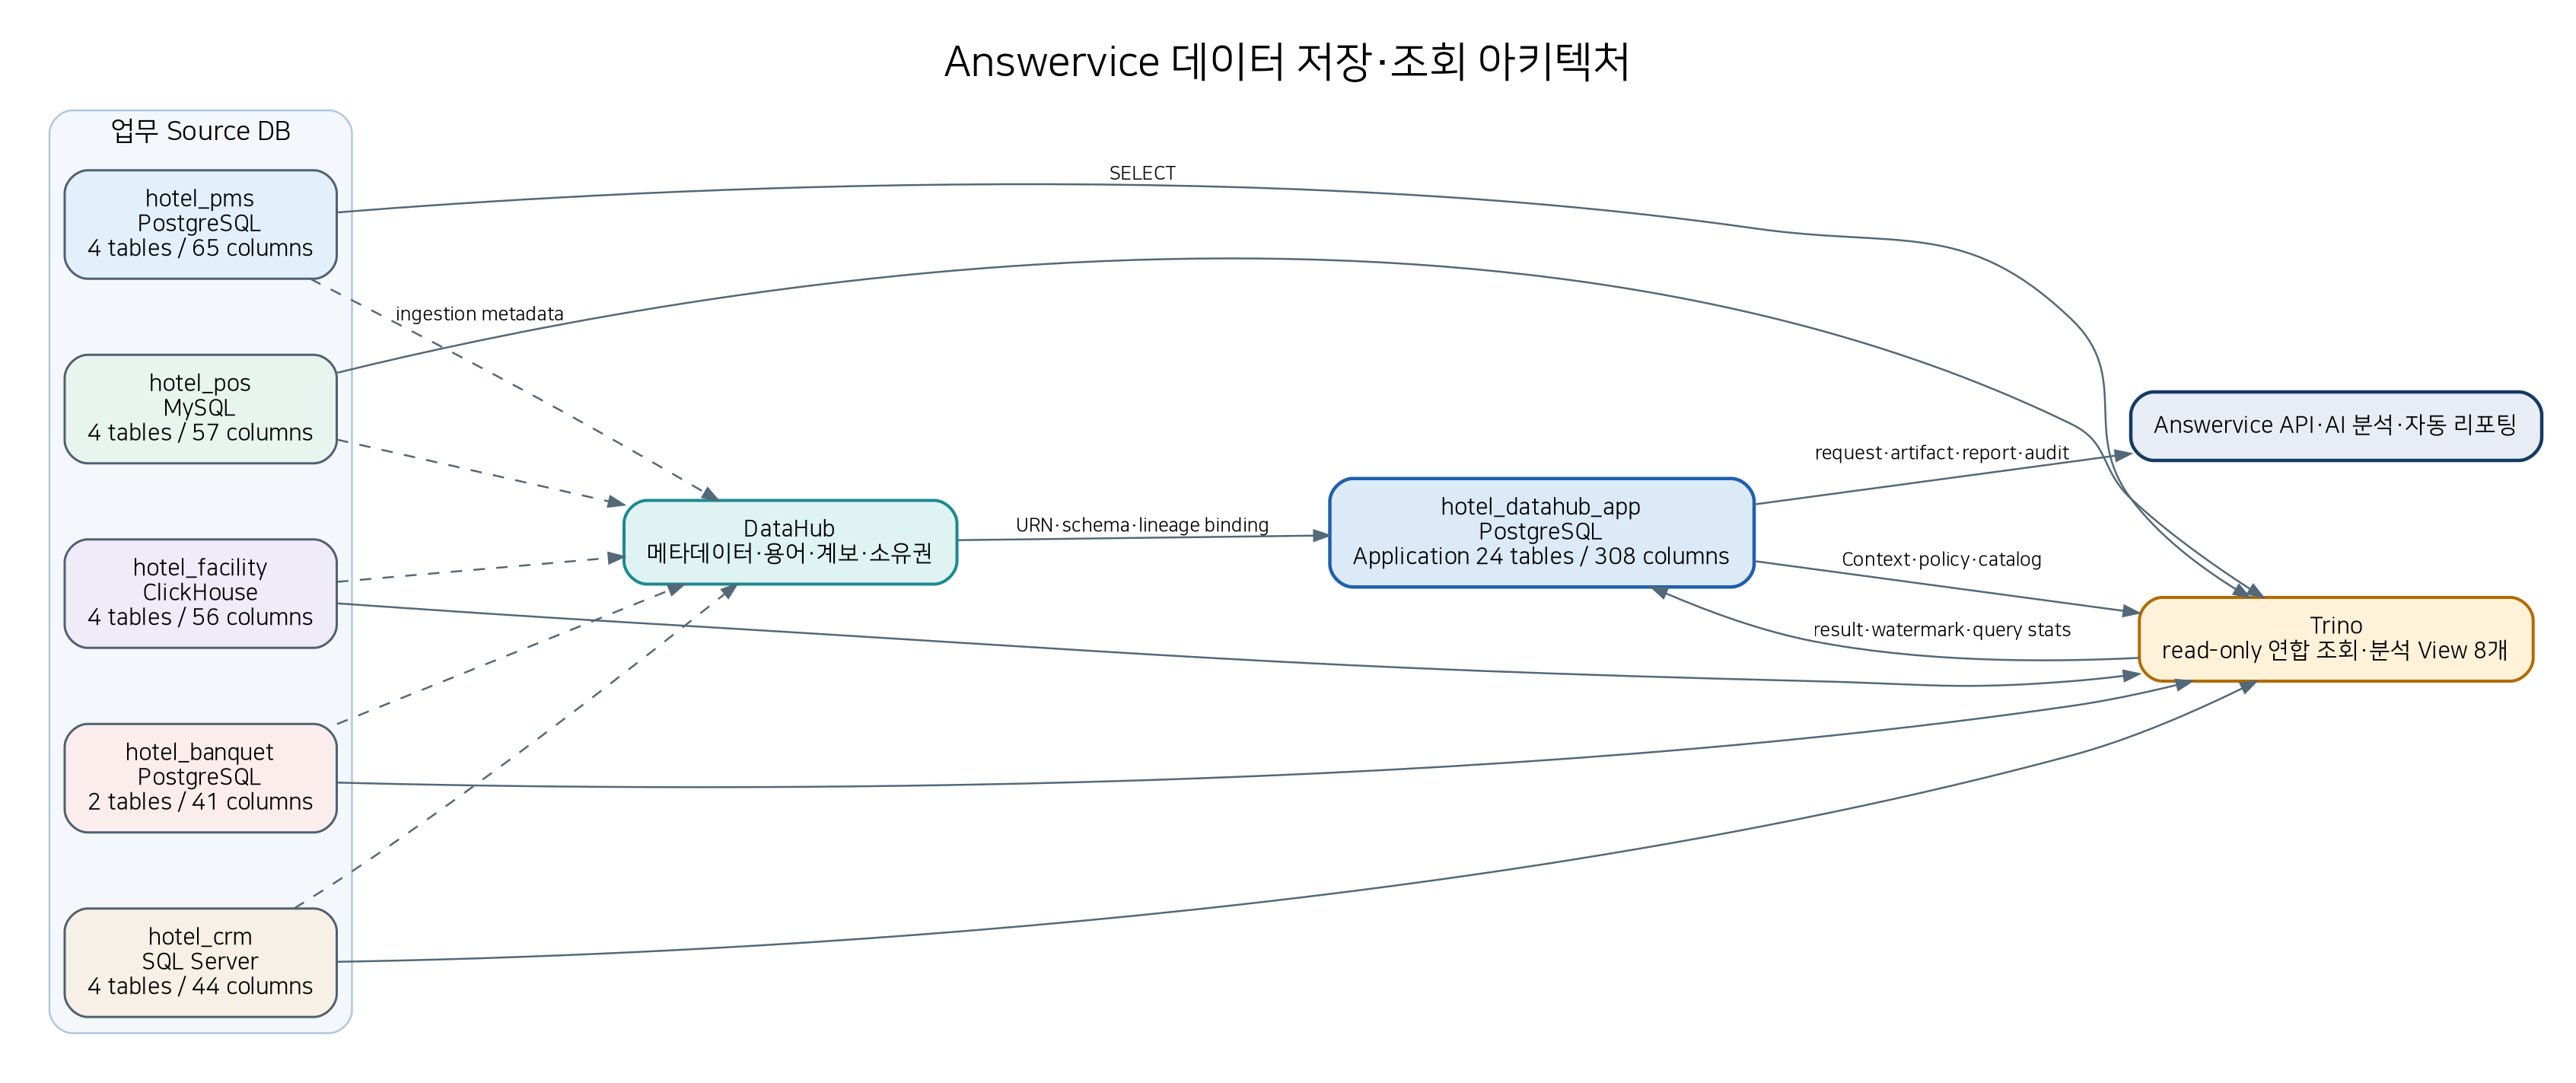 Answervice 데이터 저장·조회 아키텍처
업무 Source DB
hotel_pms
PostgreSQL
4 tables / 65 columns
SELECT
ingestion metadata
hotel_pos
MySQL
4 tables / 57 columns
hotel_facility
ClickHouse
4 tables / 56 columns
hotel_banquet
PostgreSQL
2 tables / 41 columns
hotel_crm
SQL Server
4 tables / 44 columns
DataHub
메타데이터·용어·계보·소유권
URN·schema·lineage binding
hotel_datahub_app
PostgreSQL
Application 24 tables / 308 columns
request·artifact·report·audit
Context·policy·catalog
result·watermark·query stats
Answervice API·AI 분석·자동 리포팅
Trino
read-only 연합 조회·분석 View 8개